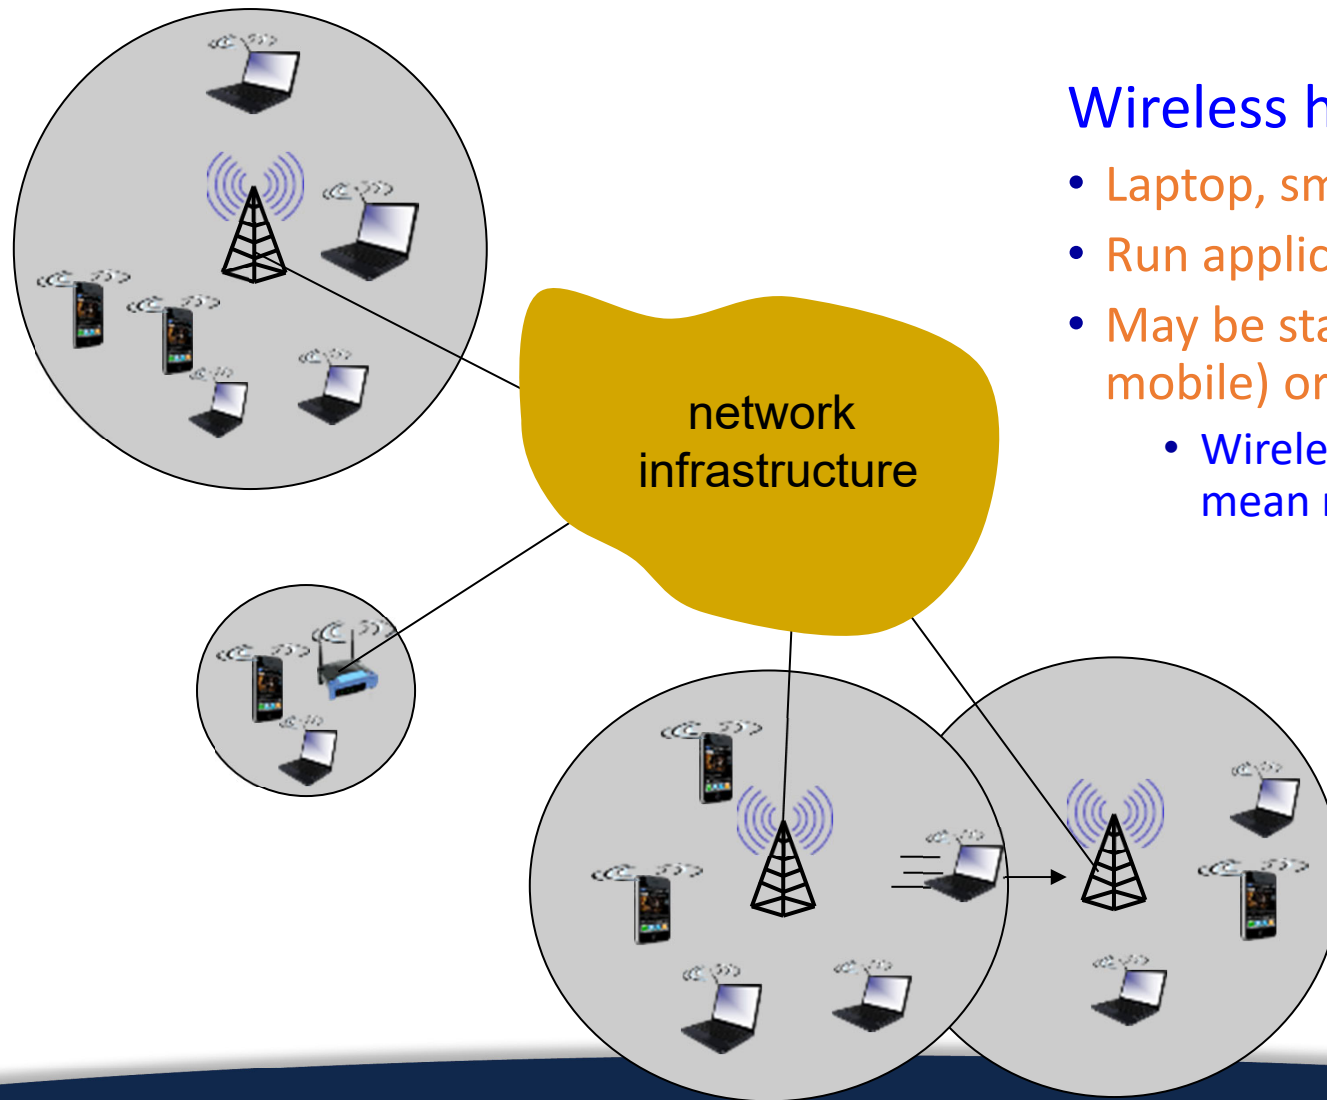 Wireless h
• Laptop, sm
• Run applic
• May be sta
mobile) or
• Wirele
mean r
network
infrastructure